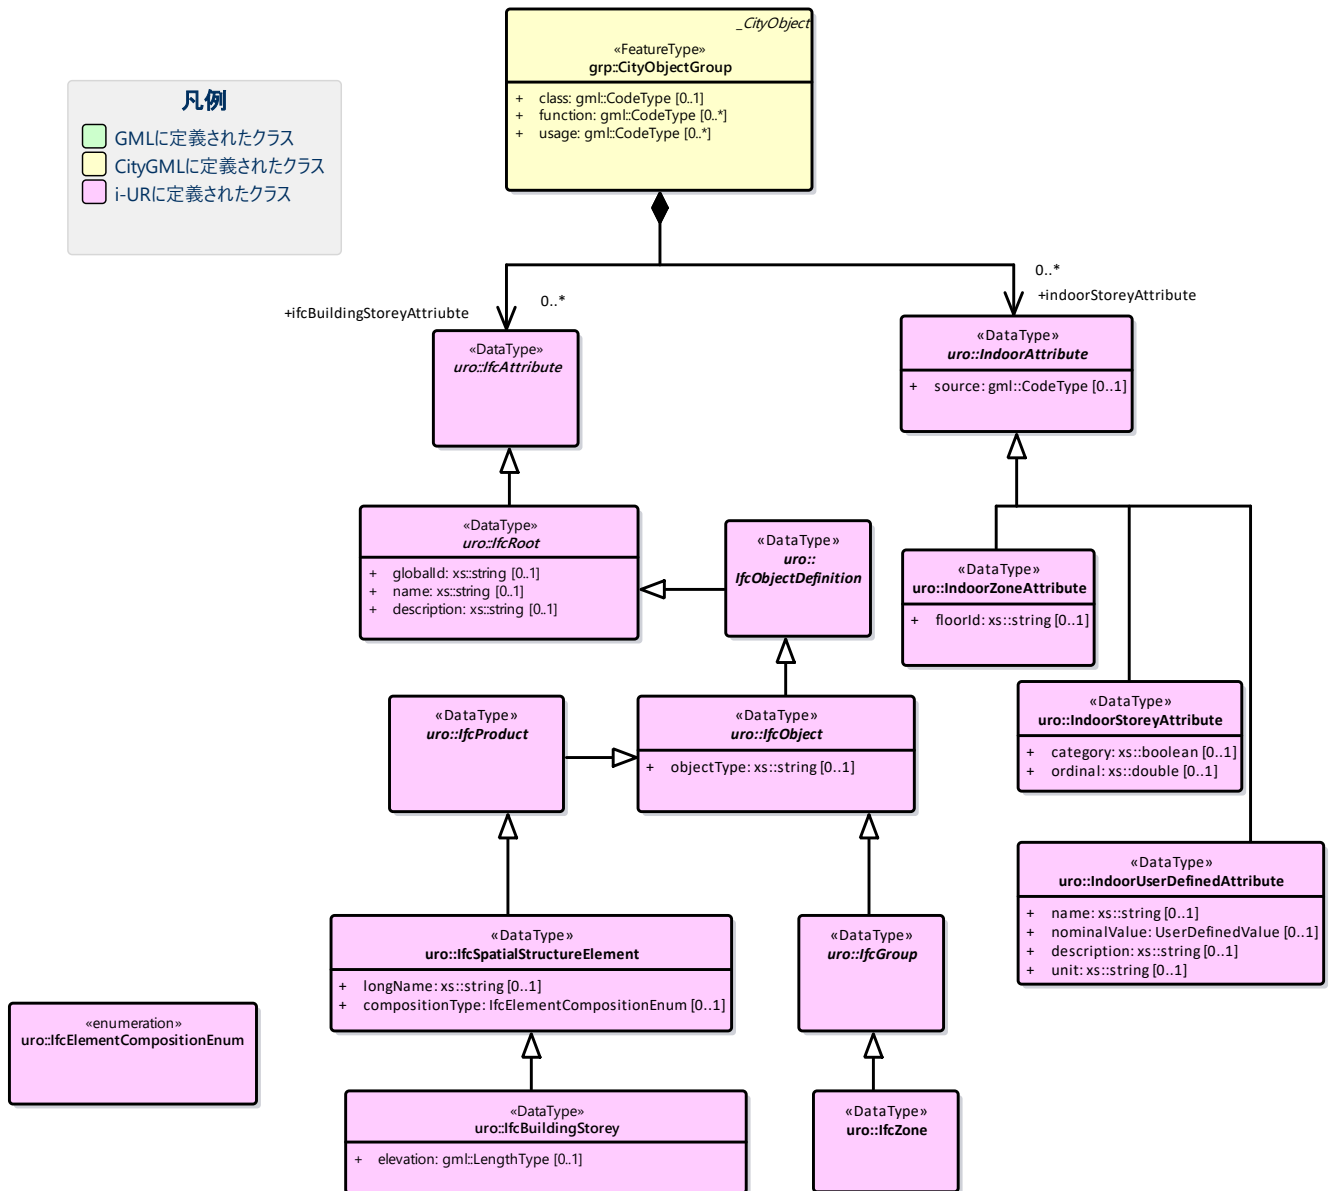 _CityObject
«FeatureType»
grp::CityObjectGroup
+ class: gml::CodeType [0..1]
+ function: gml::CodeType [0..*]
+ usage: gml::CodeType [0..*]
凡例
GMLに定義されたクラス
CityGMLに定義されたクラス
i-URに定義されたクラス
+ifcBuildingStoreyAttriubte
0..*
0..*
+indoorStoreyAttribute
«DataType»
uro::IfcAttribute
«DataType»
uro::IndoorAttribute
+ source: gml::CodeType [0..1]
«DataType»
uro::IfcRoot
+ globalId: xs::string [0..1]
+ name: xs::string [0..1]
+ description: xs::string [0..1]
«DataType»
uro::
IfcObjectDefinition
«DataType»
uro::IndoorZoneAttribute
+ floorId: xs::string [0..1]
«DataType»
uro::IfcProduct
«DataType»
uro::IfcObject
+ objectType: xs::string [0..1]
«DataType»
uro::IndoorStoreyAttribute
+ category: xs::boolean [0..1]
+ ordinal: xs::double [0..1]
«DataType»
uro::IndoorUserDefinedAttribute
+ name: xs::string [0..1]
+ nominalValue: UserDefinedValue [0..1]
+ description: xs::string [0..1]
+ unit: xs::string [0..1]
«DataType»
uro::IfcSpatialStructureElement
+ longName: xs::string [0..1]
+ compositionType: IfcElementCompositionEnum [0..1]
«DataType»
uro::IfcGroup
«enumeration»
uro::IfcElementCompositionEnum
«DataType»
uro::IfcBuildingStorey
+ elevation: gml::LengthType [0..1]
«DataType»
uro::IfcZone